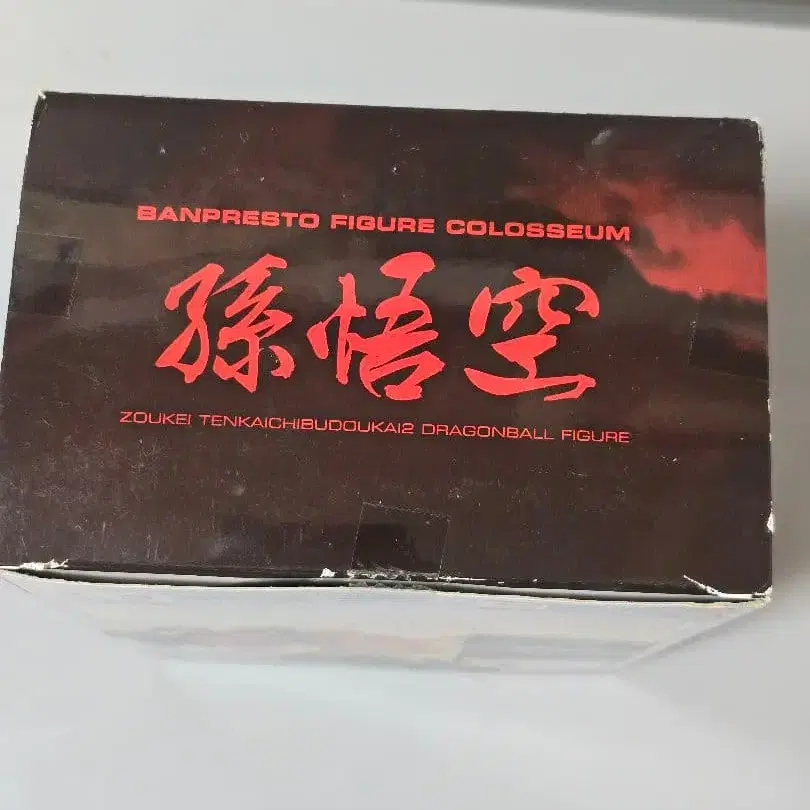 BANPRESTO FIGURE COLOSSEUM
孫悟空
ZOUKEI TENKAICHIBUDOUKAI2 DRAGONBALL FIGURE